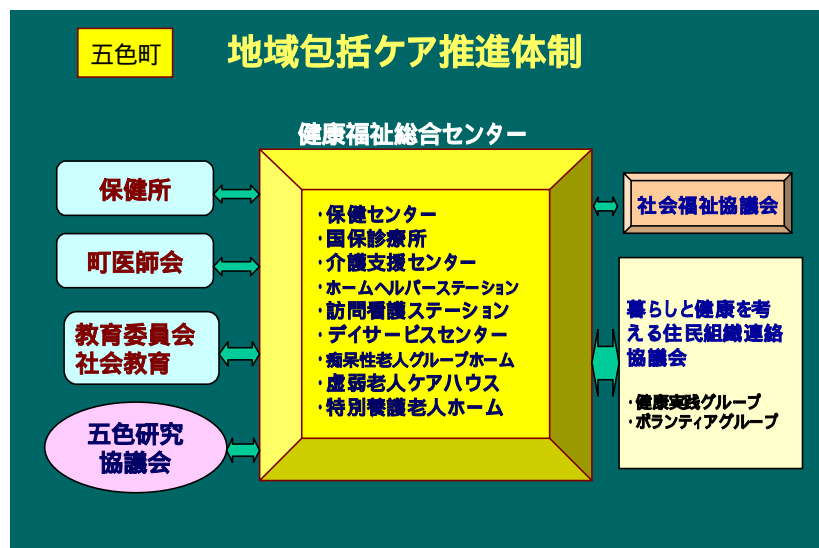 五色町
地域包括ケア推進体制
健康福祉総合センター
保健所
町医師会
教育委員会
社会教育
五色研究
協議会
・保健センター
・国保診療所
・介護支援センター
・ホームヘルパーステーション
・訪問看護ステーション
・デイサービスセンター
・痴呆性老人グループホーム
・虚弱老人ケアハウス
・特別養護老人ホーム
社会福祉協議会
暮らしと健康を考
える住民組織連絡
協議会
・健康実践グループ
・ボランティアグループ